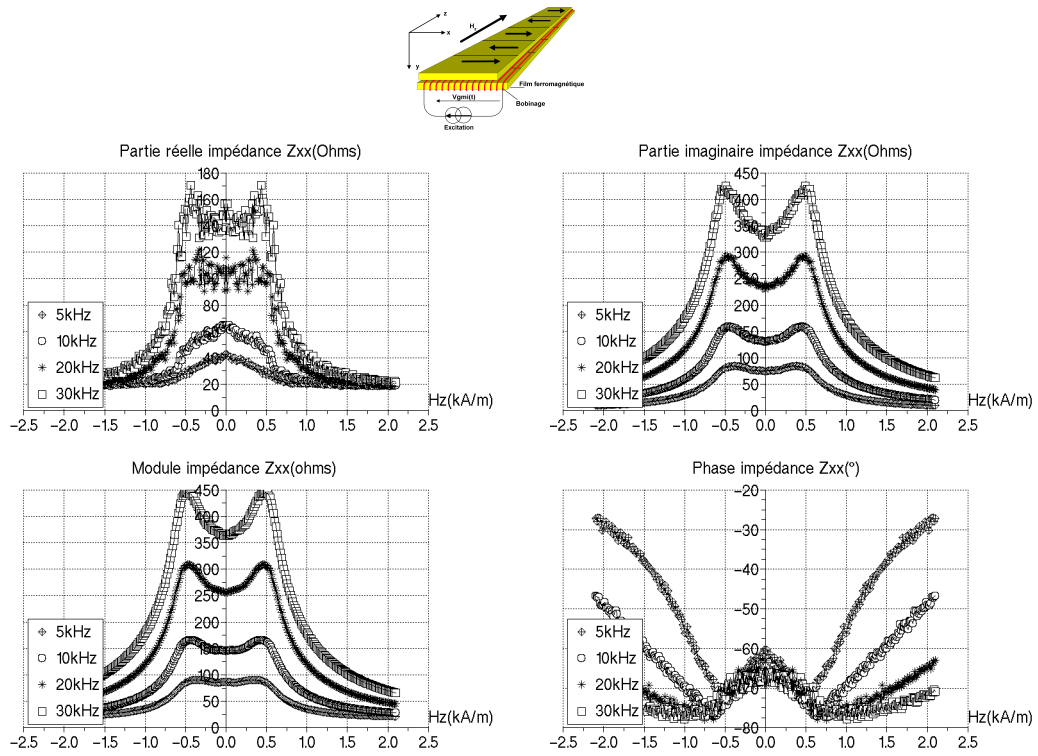 z
x
y
Hz
Film ferromagnétique
Vgmi(t)
Bobinage
Excitation
Partie réelle impédance Zxx(Ohms)
180
160
140
120
100
80
60
40
20
0
5kHz
10kHz
20kHz
30kHz
Hz(kA/m)
−2.5 −2.0 −1.5 −1.0 −0.5 0.0 0.5 1.0 1.5 2.0 2.5
Partie imaginaire impédance Zxx(Ohms)
450
400
350
300
250
200
150
100
50
0
5kHz
10kHz
20kHz
30kHz
Hz(kA/m)
−2.5 −2.0 −1.5 −1.0 −0.5 0.0 0.5 1.0 1.5 2.0 2.5
Module impédance Zxx(ohms)
450
400
350
300
250
200
150
100
50
0
5kHz
10kHz
20kHz
30kHz
Hz(kA/m)
−2.5 −2.0 −1.5 −1.0 −0.5 0.0 0.5 1.0 1.5 2.0 2.5
Phase impédance Zxx(°)
−20
−30
−40
−50
−60
−70
−80
5kHz
10kHz
20kHz
30kHz
Hz(kA/m)
−2.5 −2.0 −1.5 −1.0 −0.5 0.0 0.5 1.0 1.5 2.0 2.5